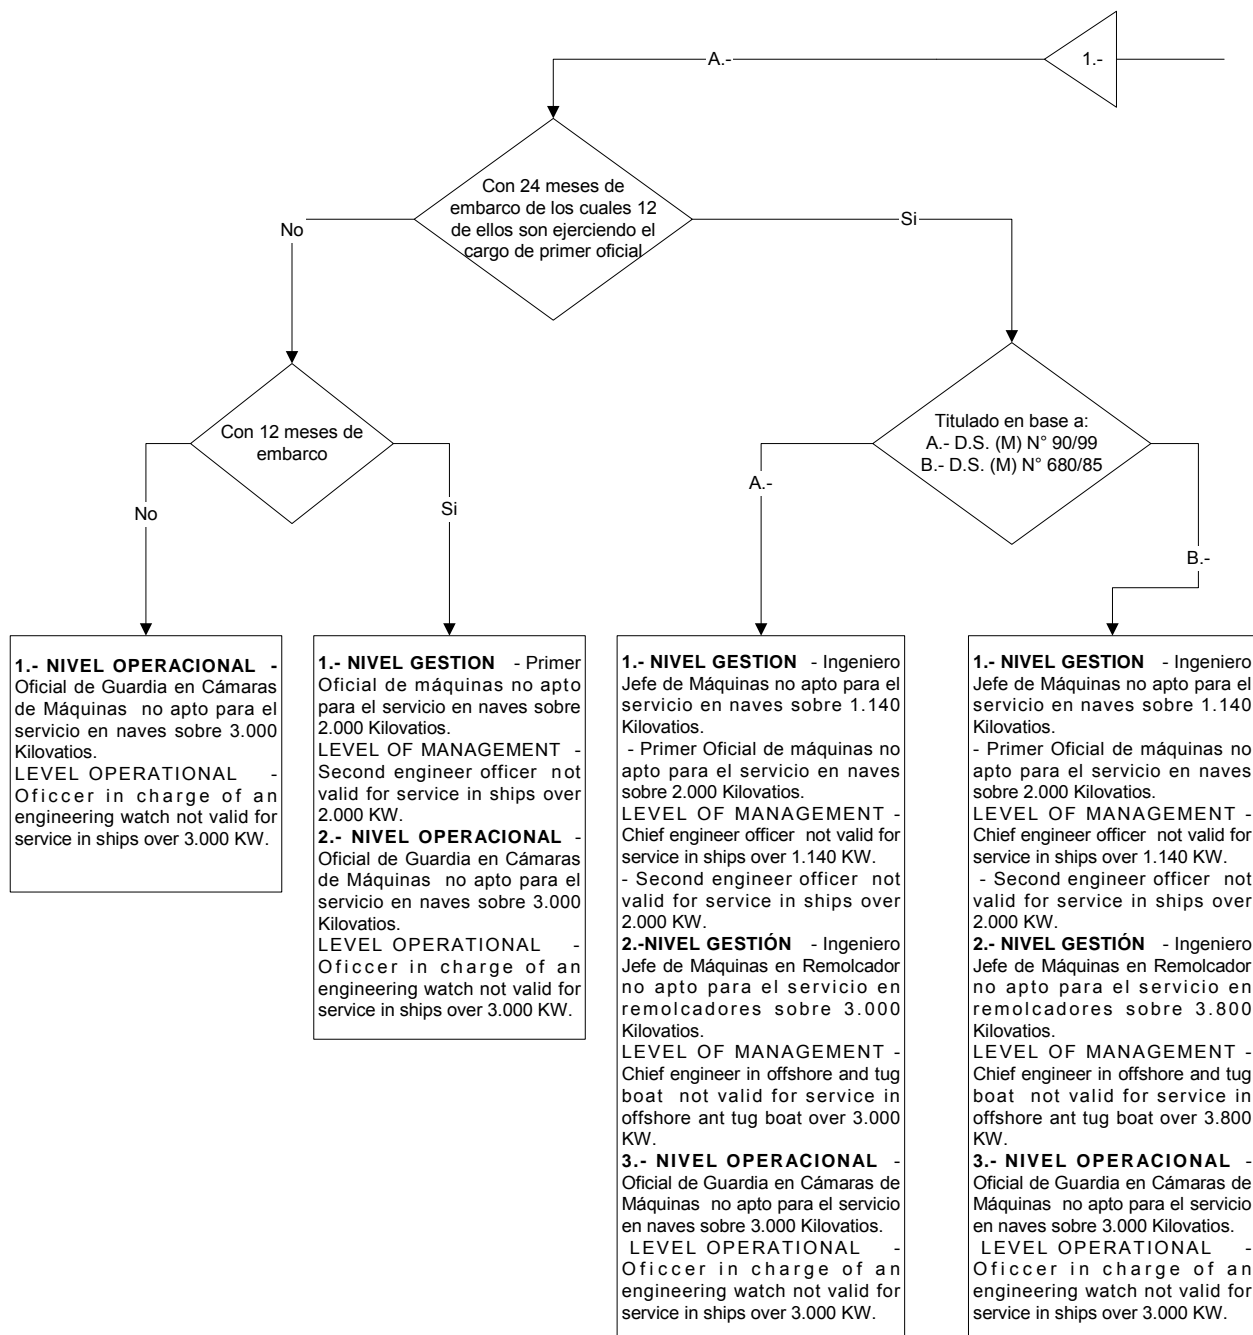 A.-
1.-
Con 24 meses de
embarco de los cuales 12
de ellos son ejerciendo el
cargo de primer oficial
No
Si
Con 12 meses de
embarco
Titulado en base a:
A.- D.S. (M) N° 90/99
B.- D.S. (M) N° 680/85
No
Si
A.-
B.-
1.- NIVEL OPERACIONAL -
Oficial de Guardia en Cámaras
de Máquinas no apto para el
servicio en naves sobre 3.000
Kilovatios.
LEVEL OPERATIONAL -
Oficcer in charge of an
engineering watch not valid for
service in ships over 3.000 KW.
1.- NIVEL GESTION - Primer
Oficial de máquinas no apto
para el servicio en naves sobre
2.000 Kilovatios.
LEVEL OF MANAGEMENT -
Second engineer officer not
valid for service in ships over
2.000 KW.
2.- NIVEL OPERACIONAL -
Oficial de Guardia en Cámaras
de Máquinas no apto para el
servicio en naves sobre 3.000
Kilovatios.
LEVEL OPERATIONAL -
Oficcer in charge of an
engineering watch not valid for
service in ships over 3.000 KW.
1.- NIVEL GESTION - Ingeniero
Jefe de Máquinas no apto para el
servicio en naves sobre 1.140
Kilovatios.
- Primer Oficial de máquinas no
apto para el servicio en naves
sobre 2.000 Kilovatios.
LEVEL OF MANAGEMENT -
Chief engineer officer not valid for
service in ships over 1.140 KW.
- Second engineer officer not
valid for service in ships over
2.000 KW.
2.-NIVEL GESTIÓN - Ingeniero
Jefe de Máquinas en Remolcador
no apto para el servicio en
remolcadores sobre 3.000
Kilovatios.
LEVEL OF MANAGEMENT -
Chief engineer in offshore and tug
boat not valid for service in
offshore ant tug boat over 3.000
KW.
3.- NIVEL OPERACIONAL -
Oficial de Guardia en Cámaras de
Máquinas no apto para el servicio
en naves sobre 3.000 Kilovatios.
LEVEL OPERATIONAL -
Oficcer in charge of an
engineering watch not valid for
service in ships over 3.000 KW.
1.- NIVEL GESTION - Ingeniero
Jefe de Máquinas no apto para el
servicio en naves sobre 1.140
Kilovatios.
- Primer Oficial de máquinas no
apto para el servicio en naves
sobre 2.000 Kilovatios.
LEVEL OF MANAGEMENT -
Chief engineer officer not valid for
service in ships over 1.140 KW.
- Second engineer officer not
valid for service in ships over
2.000 KW.
2.- NIVEL GESTIÓN - Ingeniero
Jefe de Máquinas en Remolcador
no apto para el servicio en
remolcadores sobre 3.800
Kilovatios.
LEVEL OF MANAGEMENT -
Chief engineer in offshore and tug
boat not valid for service in
offshore ant tug boat over 3.800
KW.
3.- NIVEL OPERACIONAL -
Oficial de Guardia en Cámaras de
Máquinas no apto para el servicio
en naves sobre 3.000 Kilovatios.
LEVEL OPERATIONAL -
Oficcer in charge of an
engineering watch not valid for
service in ships over 3.000 KW.